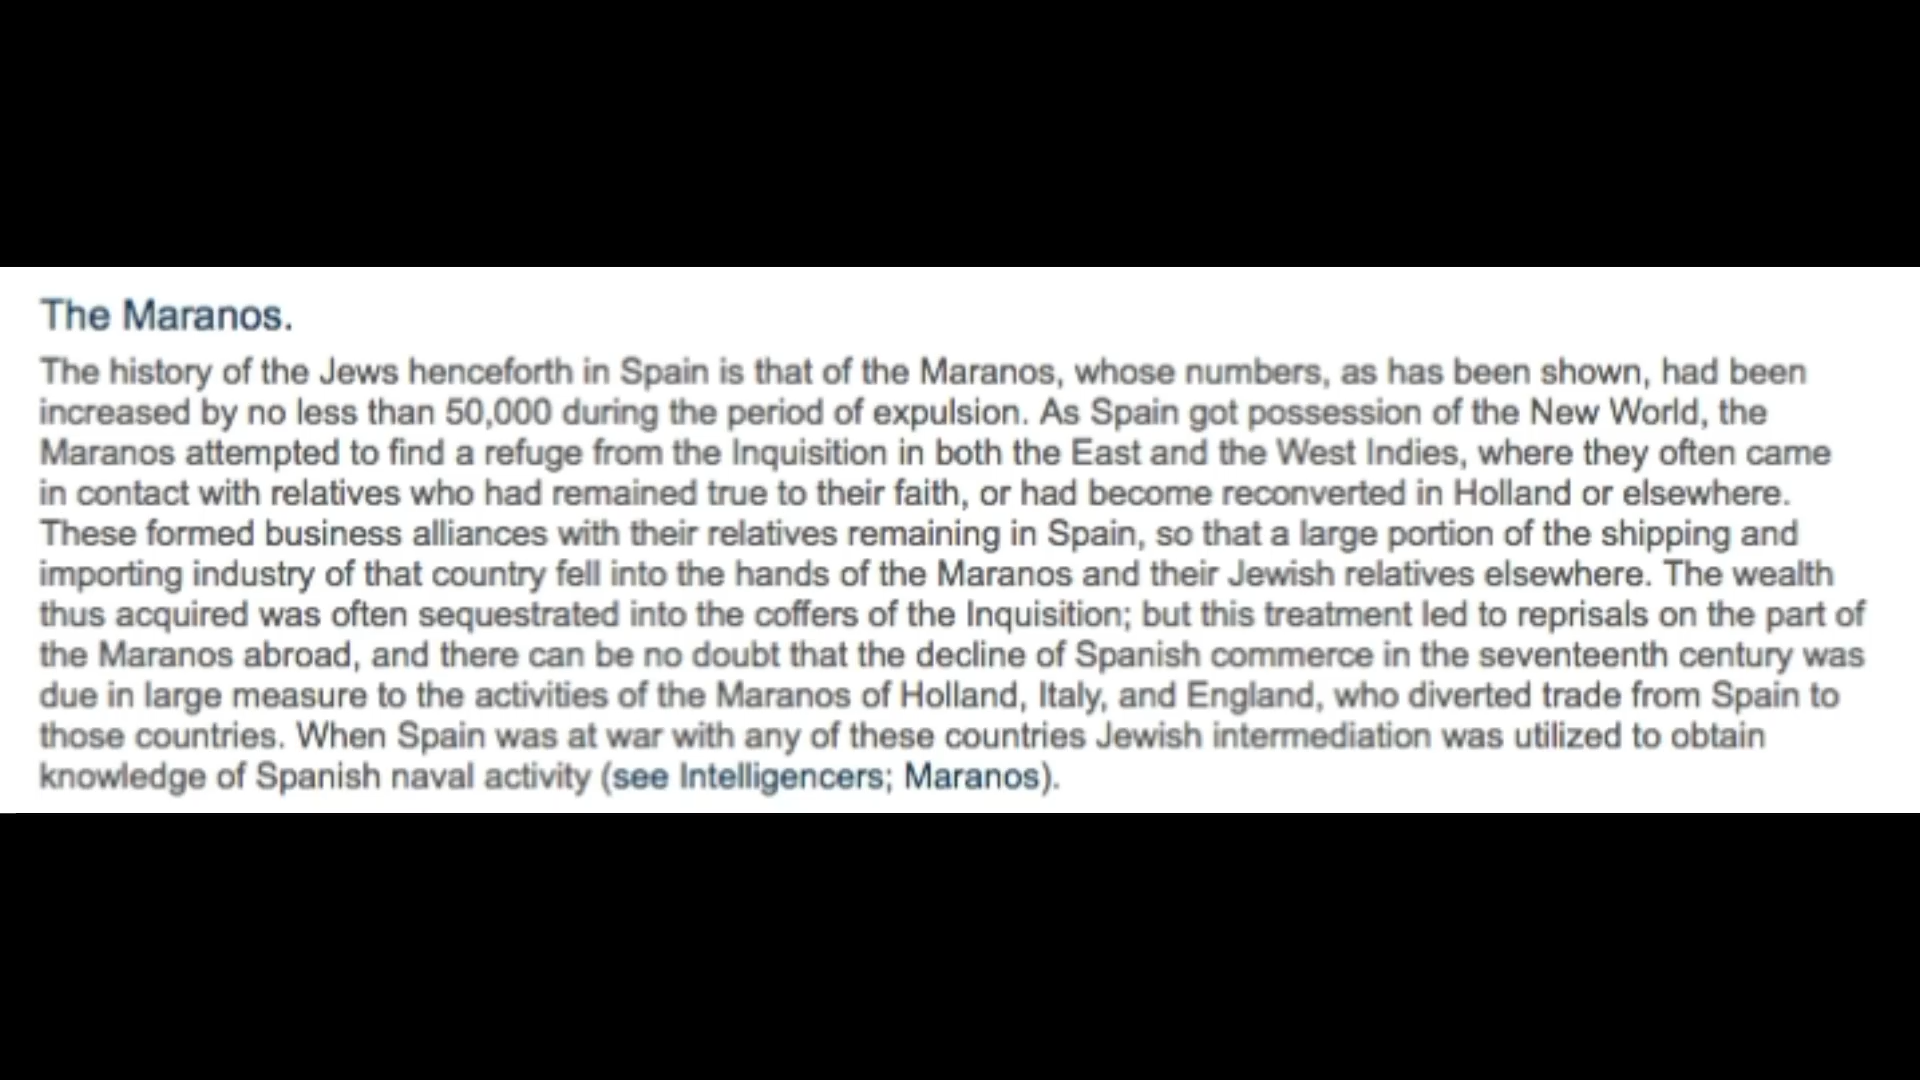 The Maranos.
The history of the Jews henceforth in Spain is that of the Maranos, whose numbers, as has been shown, had been
increased by no less than 50,000 during the period of expulsion. As Spain got possession of the New World, the
Maranos attempted to find a refuge from the Inquisition in both the East and the West Indies, where they often came
in contact with relatives who had remained true to their faith, or had become reconverted in Holland or elsewhere.
These formed business alliances with their relatives remaining in Spain, so that a large portion of the shipping and
importing industry of that country fell into the hands of the Maranos and their Jewish relatives elsewhere. The wealth
thus acquired was often sequestrated into the coffers of the Inquisition; but this treatment led to reprisals on the part of
the Maranos abroad, and there can be no doubt that the decline of Spanish commerce in the seventeenth century was
due in large measure to the activities of the Maranos of Holland, Italy, and England, who diverted trade from Spain to
those countries. When Spain was at war with any of these countries Jewish intermediation was utilized to obtain
knowledge of Spanish naval activity (see Intelligencers; Maranos).